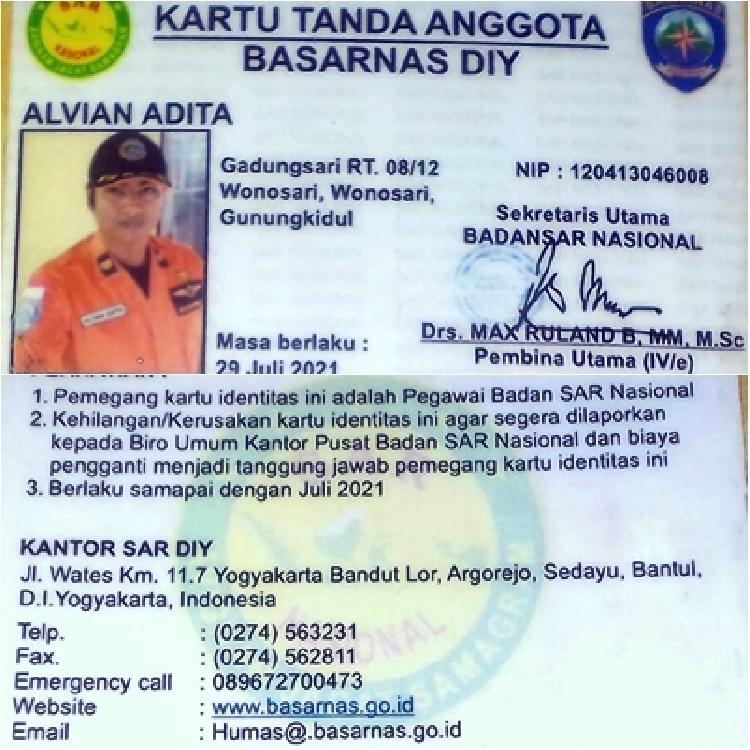 SAR
NASIONAL
KARTU TANDA ANGGOTA
BASARNAS DIY
ALVIAN ADITA
Gadungsari RT. 08/12
Wonosari, Wonosari,
Gunungkidul
NIP : 120413046008
Sekretaris Utama
BADANSAR NASIONAL
Masa berlaku :
29 Juli 2021
Drs. MAX RULAND B, MM, M.Sc
Pembina Utama (IV/e)
1. Pemegang kartu identitas ini adalah Pegawai Badan SAR Nasional
2. Kehilangan/Kerusakan kartu identitas ini agar segera dilaporkan
kepada Biro Umum Kantor Pusat Badan SAR Nasional dan biaya
pengganti menjadi tanggung jawab pemegang kartu identitas ini
3. Berlaku samapai dengan Juli 2021
KANTOR SAR DIY
Jl. Wates Km. 11.7 Yogyakarta Bandut Lor, Argorejo, Sedayu, Bantul,
D.I.Yogyakarta, Indonesia
Telp. : (0274) 563231
Fax. : (0274) 562811
Emergency call : 089672700473
Website : www.basarnas.go.id
Email : Humas@.basarnas.go.id